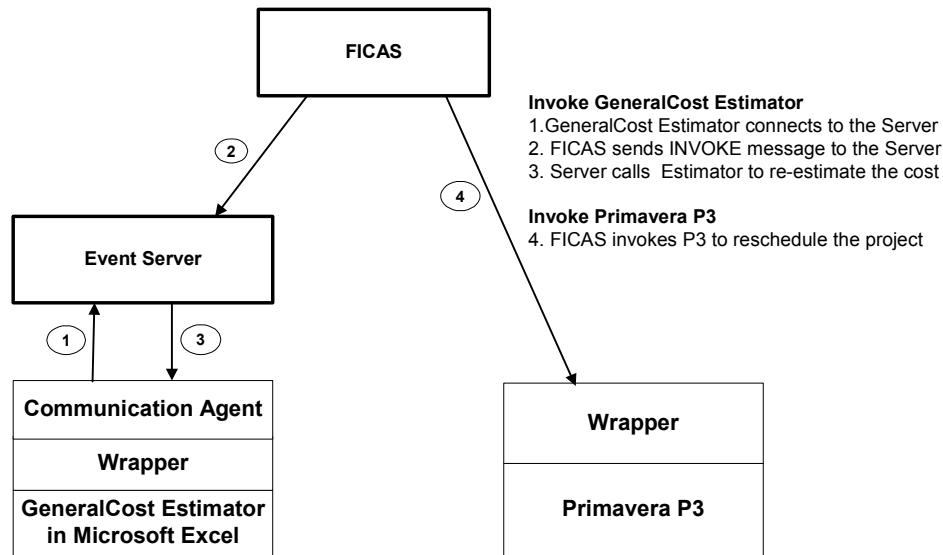 FICAS
Invoke GeneralCost Estimator
1.GeneralCost Estimator connects to the Server
2. FICAS sends INVOKE message to the Server
3. Server calls Estimator to re-estimate the cost
Invoke Primavera P3
4. FICAS invokes P3 to reschedule the project
2
4
Event Server
1
3
Communication Agent
Wrapper
GeneralCost Estimator
in Microsoft Excel
Wrapper
Primavera P3